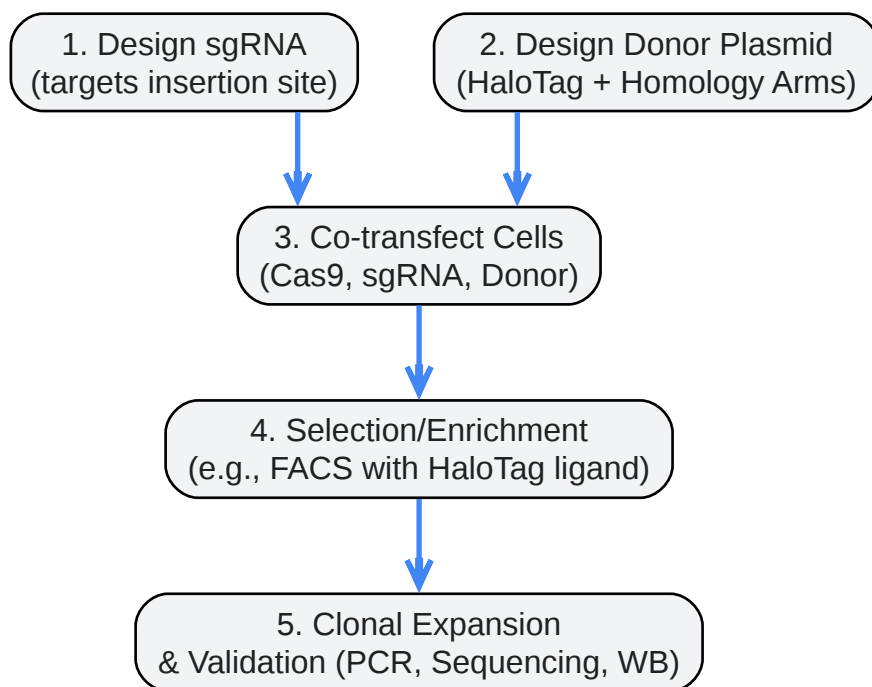 1. Design sgRNA
(targets insertion site)
2. Design Donor Plasmid
(HaloTag + Homology Arms)
3. Co-transfect Cells
(Cas9, sgRNA, Donor)
4. Selection/Enrichment
(e.g., FACS with HaloTag ligand)
5. Clonal Expansion
& Validation (PCR, Sequencing, WB)